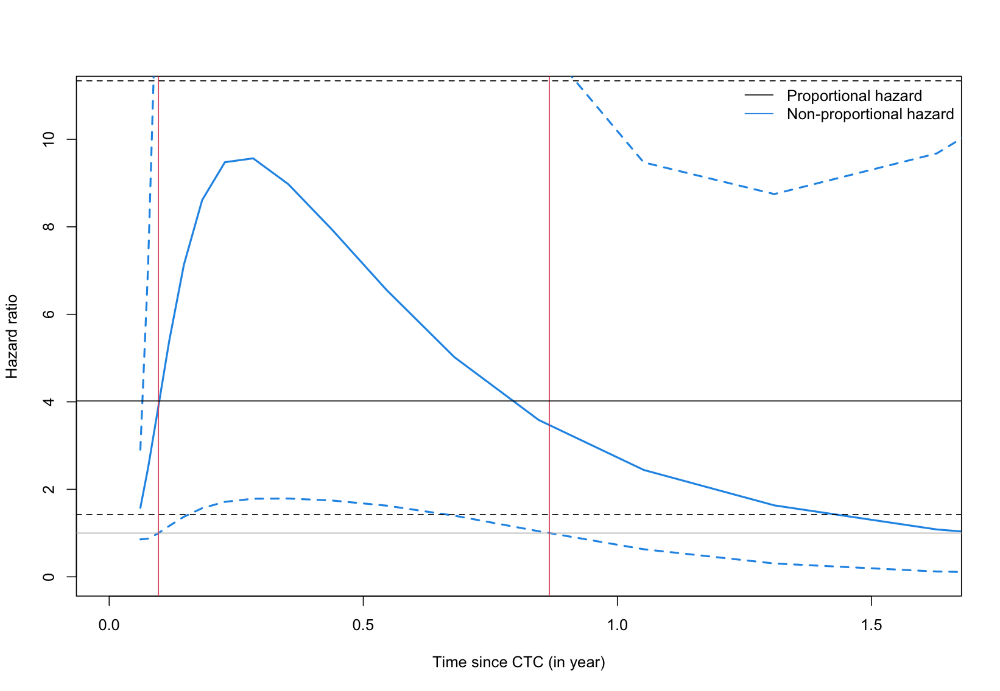 Proportional hazard
Non-proportional hazard
Hazard ratio
10
8
6
4
2
0
0.0 0.5 1.0 1.5
Time since CTC (in year)